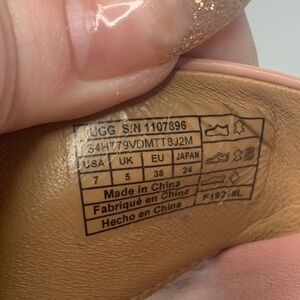 UGG S/N 1107896
S4HT79VDMTT8J2M
USA UK EU JAPAN
7 5 38 24
Made in China
Fabriqué en Chine
Hecho en China